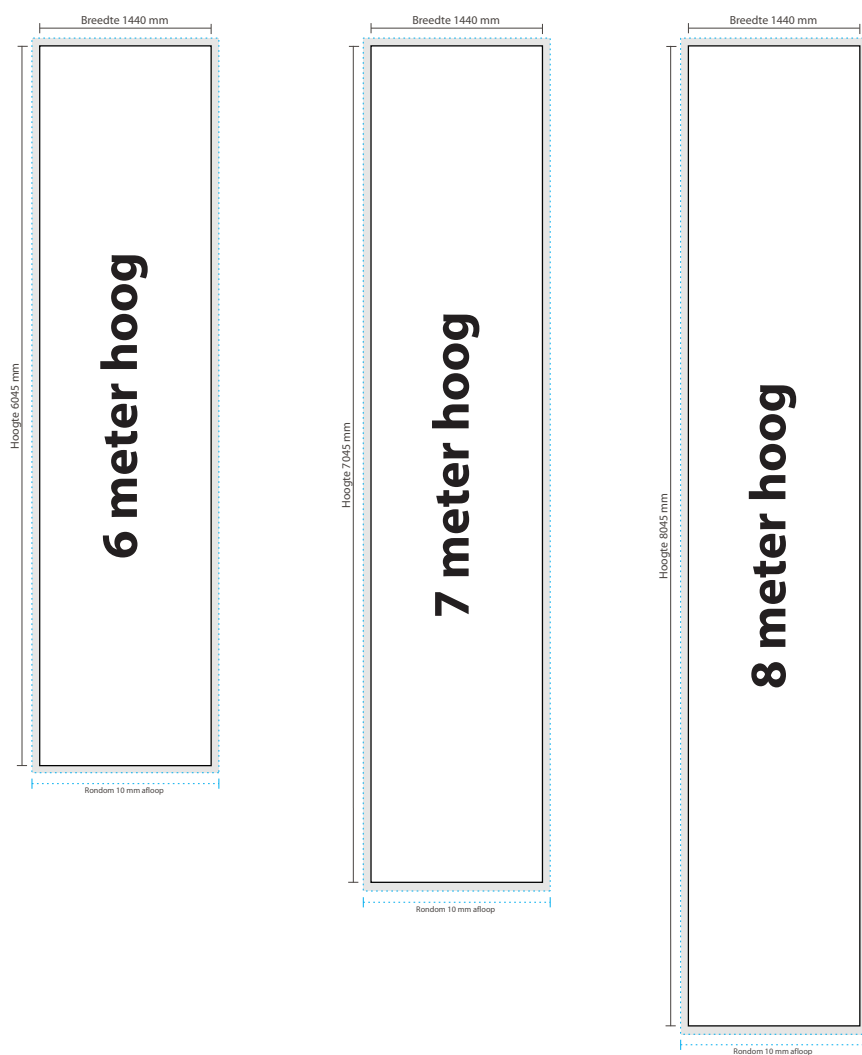 Breedte 1440 mm
Hoogte 6045 mm
6 meter hoog
Rondom 10 mm afloop
Breedte 1440 mm
Hoogte 7045 mm
7 meter hoog
Rondom 10 mm afloop
Breedte 1440 mm
Hoogte 8045 mm
8 meter hoog
Rondom 10 mm afloop